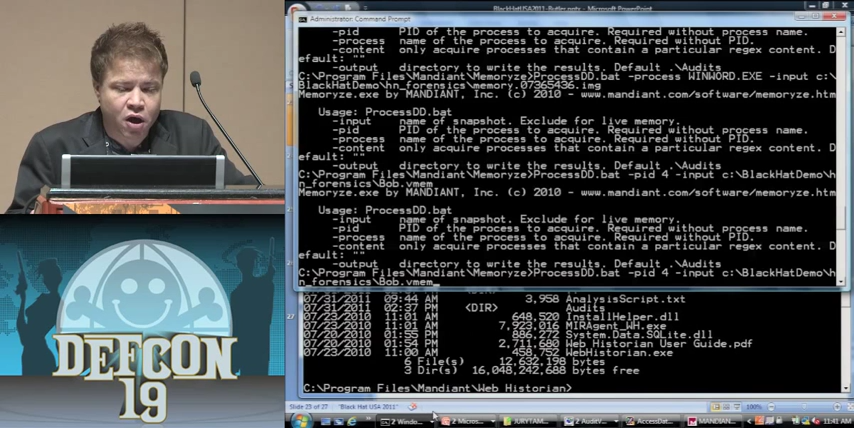 BlackHatUSA2011-Butler.pptx - Microsoft PowerPoint
Administrator: Command Prompt
-pid      PID of the process to acquire. Required without process name.
-process  name of the process to acquire. Required without PID.
-content  only acquire processes that contain a particular regex content. D
efault: ""
-output   directory to write the results. Default .\Audits
C:\Program Files\Mandiant\Memoryze>ProcessDD.bat -process WINWORD.EXE -input c:\
BlackHatDemo\hn_forensics\memory.07365436.img
Memoryze.exe by MANDIANT, Inc. (c) 2010 - www.mandiant.com/software/memoryze.htm
Usage: ProcessDD.bat
-input    name of snapshot. Exclude for live memory.
-pid      PID of the process to acquire. Required without process name.
-process  name of the process to acquire. Required without PID.
-content  only acquire processes that contain a particular regex content. D
efault: ""
-output   directory to write the results. Default .\Audits
C:\Program Files\Mandiant\Memoryze>ProcessDD.bat -pid 4 -input c:\BlackHatDemo\h
n_forensics\Bob.vmem
Memoryze.exe by MANDIANT, Inc. (c) 2010 - www.mandiant.com/software/memoryze.htm
Usage: ProcessDD.bat
-input    name of snapshot. Exclude for live memory.
-pid      PID of the process to acquire. Required without process name.
-process  name of the process to acquire. Required without PID.
-content  only acquire processes that contain a particular regex content. D
efault: ""
-output   directory to write the results. Default .\Audits
C:\Program Files\Mandiant\Memoryze>ProcessDD.bat -pid 4 -input c:\BlackHatDemo\h
n_forensics\Bob.vmem
07/31/2011  09:44 AM             3,958 AnalysisScript.txt
07/31/2011  02:37 PM    <DIR>          Audits
07/23/2010  11:01 AM           648,520 InstallHelper.dll
07/23/2010  11:01 AM         7,923,016 MIRAgent_WH.exe
07/20/2010  01:55 PM           886,272 System.Data.SQLite.dll
07/20/2010  01:54 PM         2,711,680 Web Historian User Guide.pdf
07/23/2010  11:00 AM           458,752 WebHistorian.exe
6 File(s)     12,632,198 bytes
3 Dir(s)  16,048,242,688 bytes free
C:\Program Files\Mandiant\Web Historian>
Slide 23 of 27 "Black Hat USA 2011" 100%
2 Windo... 2 Micros... JURYTAM... 2 AuditV... AccessDat... MANDIAN... 11:41 AM
DEFCON
19